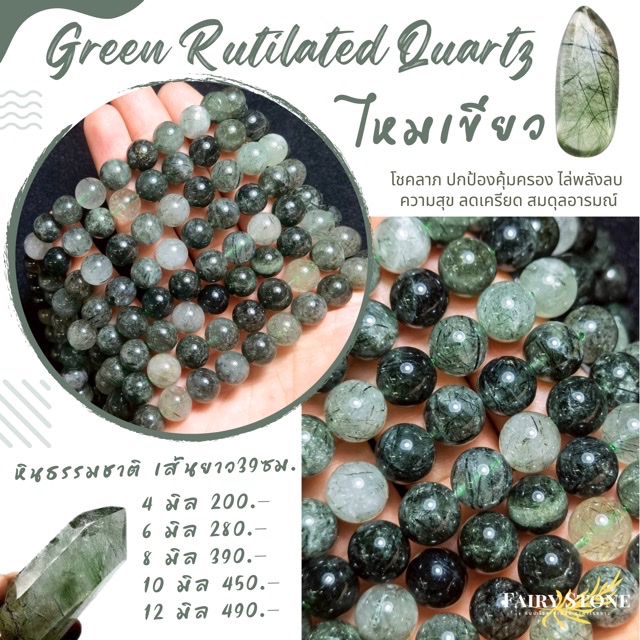 Green Rutilated Quartz
ไหมเขียว
โชคลาภ ปกป้องคุ้มครอง ไล่พลังลบ
ความสุข ลดเครียด สมดุลอารมณ์
หินธรรมชาติ เส้นยาว39ซม.
4 มิล 200.-
6 มิล 280.-
8 มิล 390.-
10 มิล 450.-
12 มิล 490.-
FAIRY STONE